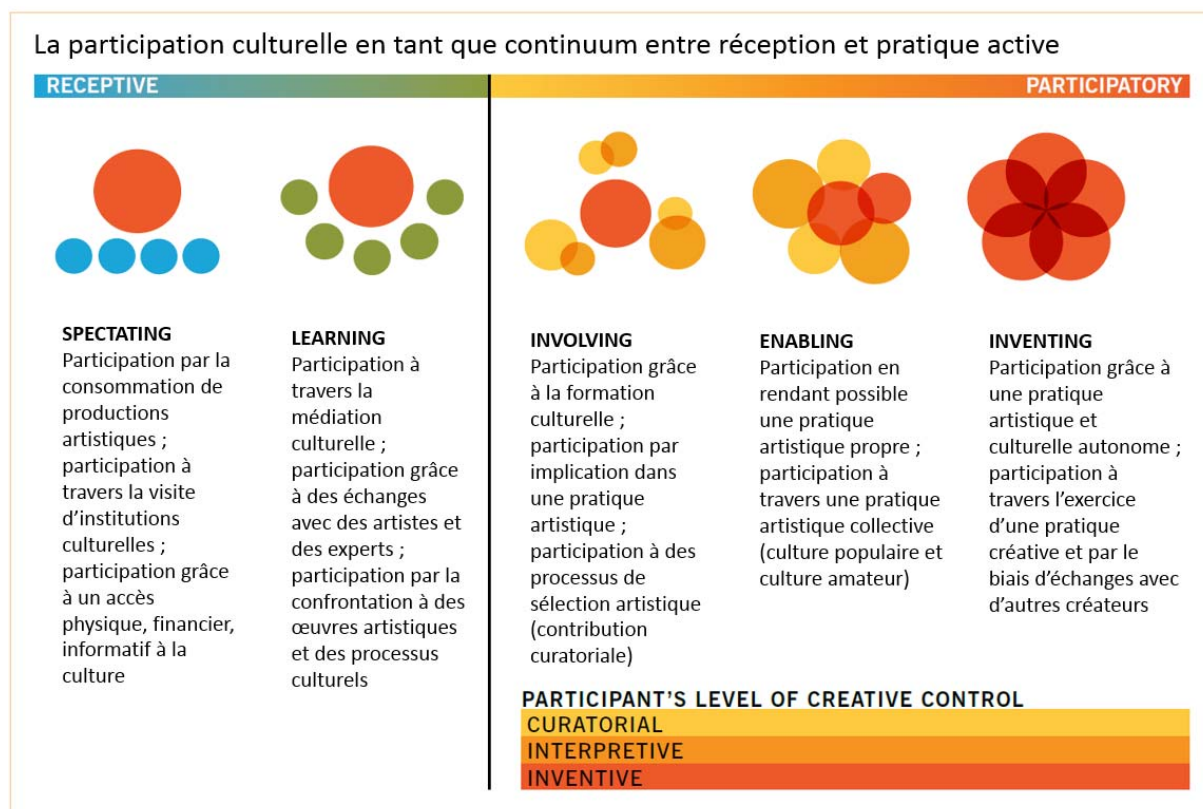 La participation culturelle en tant que continuum entre réception et pratique active
RECEPTIVE
PARTICIPATORY
SPECTATING
Participation par la
consommation de
productions
artistiques ;
participation à
travers la visite
d’institutions
culturelles ;
participation grâce
à un accès
physique, financier,
informatif à la
culture
LEARNING
Participation à
travers la
médiation
culturelle ;
participation grâce
à des échanges
avec des artistes et
des experts ;
participation par la
confrontation à des
œuvres artistiques
et des processus
culturels
INVOLVING
Participation grâce
à la formation
culturelle ;
participation par
implication dans
une pratique
artistique ;
participation à des
processus de
sélection artistique
(contribution
curatoriale)
ENABLING
Participation en
rendant possible
une pratique
artistique propre ;
participation à
travers une pratique
artistique collective
(culture populaire et
culture amateur)
INVENTING
Participation grâce à
une pratique
artistique et
culturelle autonome ;
participation à
travers l’exercice
d’une pratique
créative et par le
biais d’échanges avec
d’autres créateurs
PARTICIPANT’S LEVEL OF CREATIVE CONTROL
CURATORIAL
INTERPRETIVE
INVENTIVE